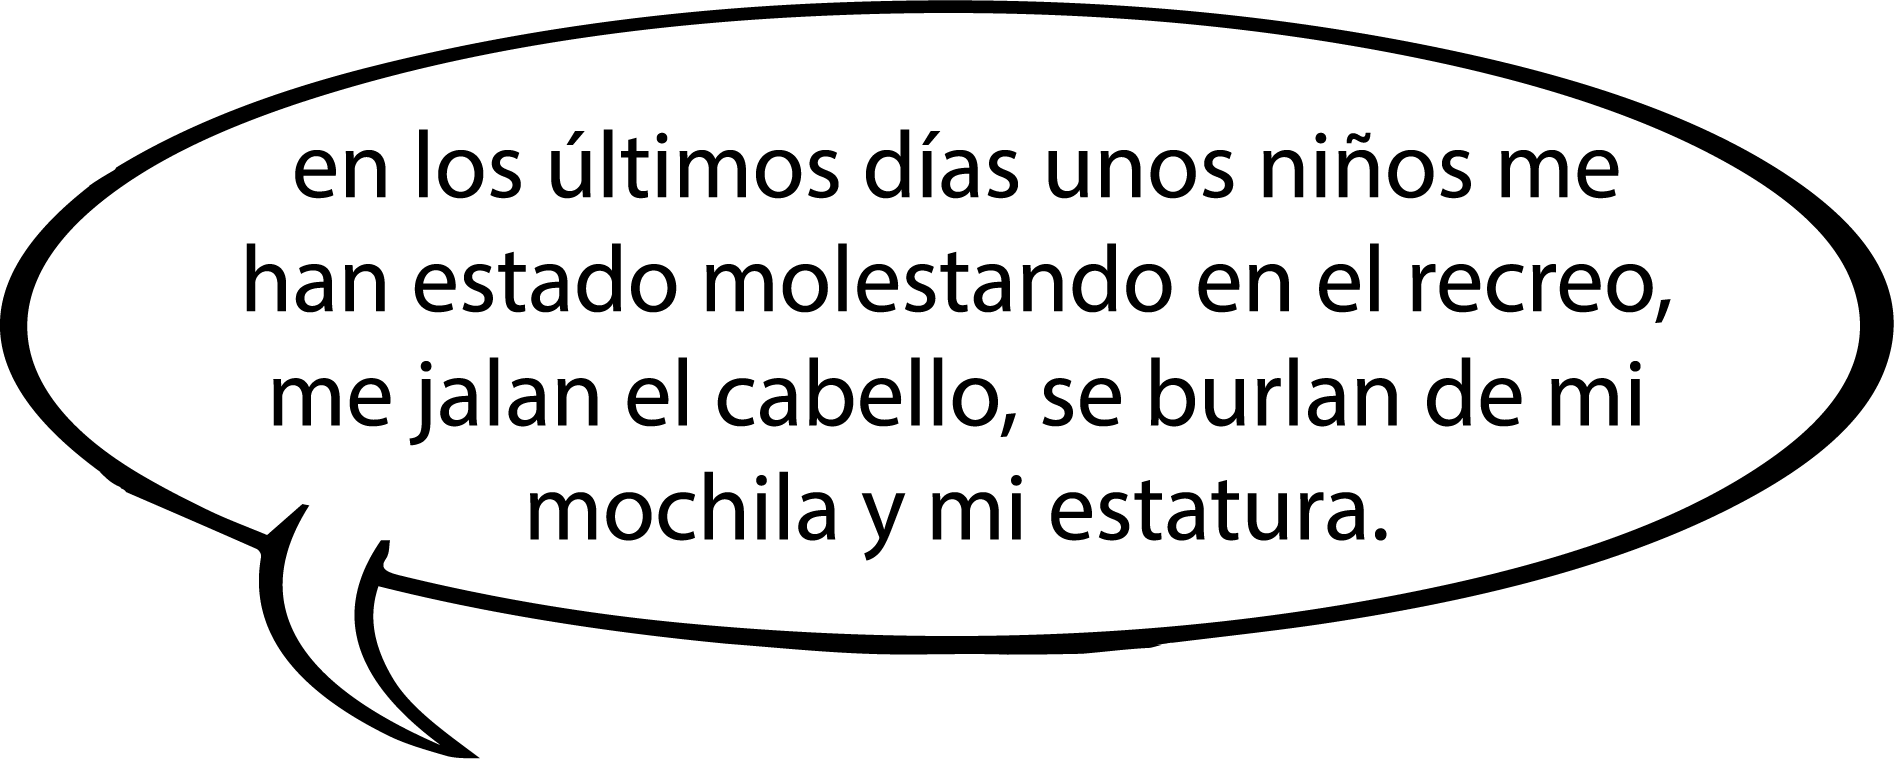 en los últimos días unos niños me
han estado molestando en el recreo,
me jalan el cabello, se burlan de mi
mochila y mi estatura.